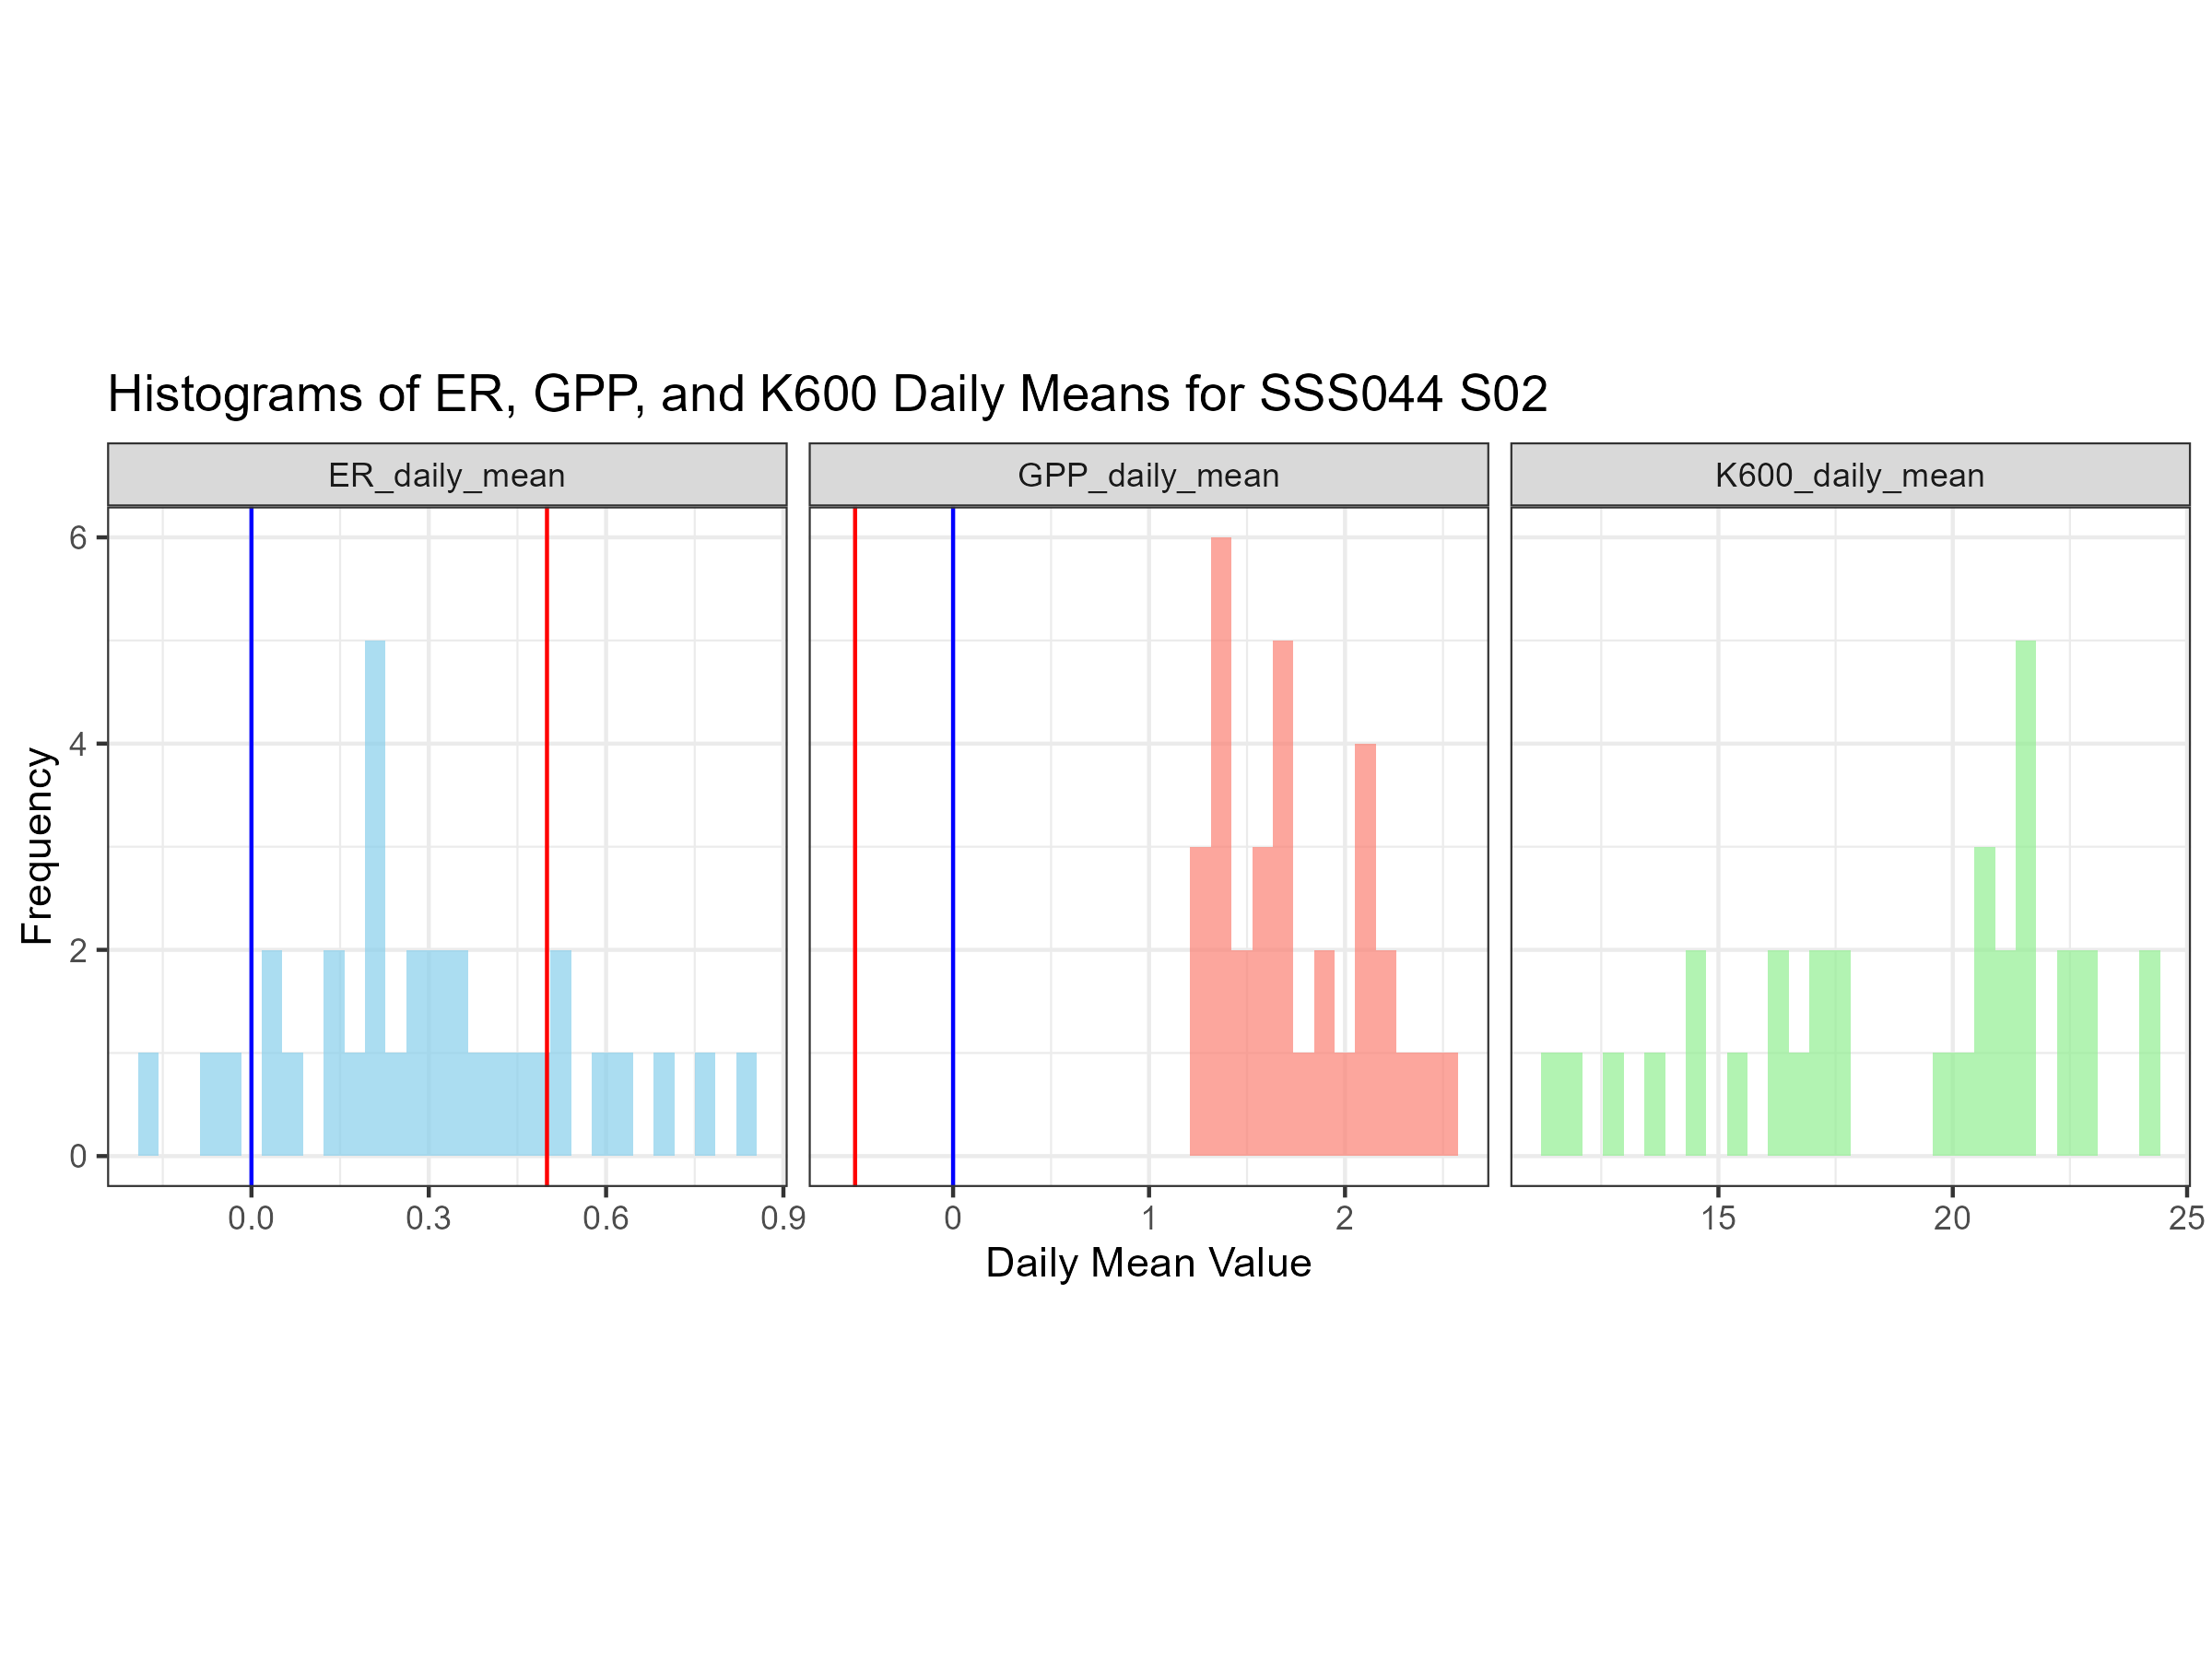 Histograms of ER, GPP, and K600 Daily Means for SSS044 S02
ER_daily_mean GPP_daily_mean K600_daily_mean
Frequency
6
4
2
0
0.0 0.3 0.6 0.9 0 1 2 15 20 25
Daily Mean Value